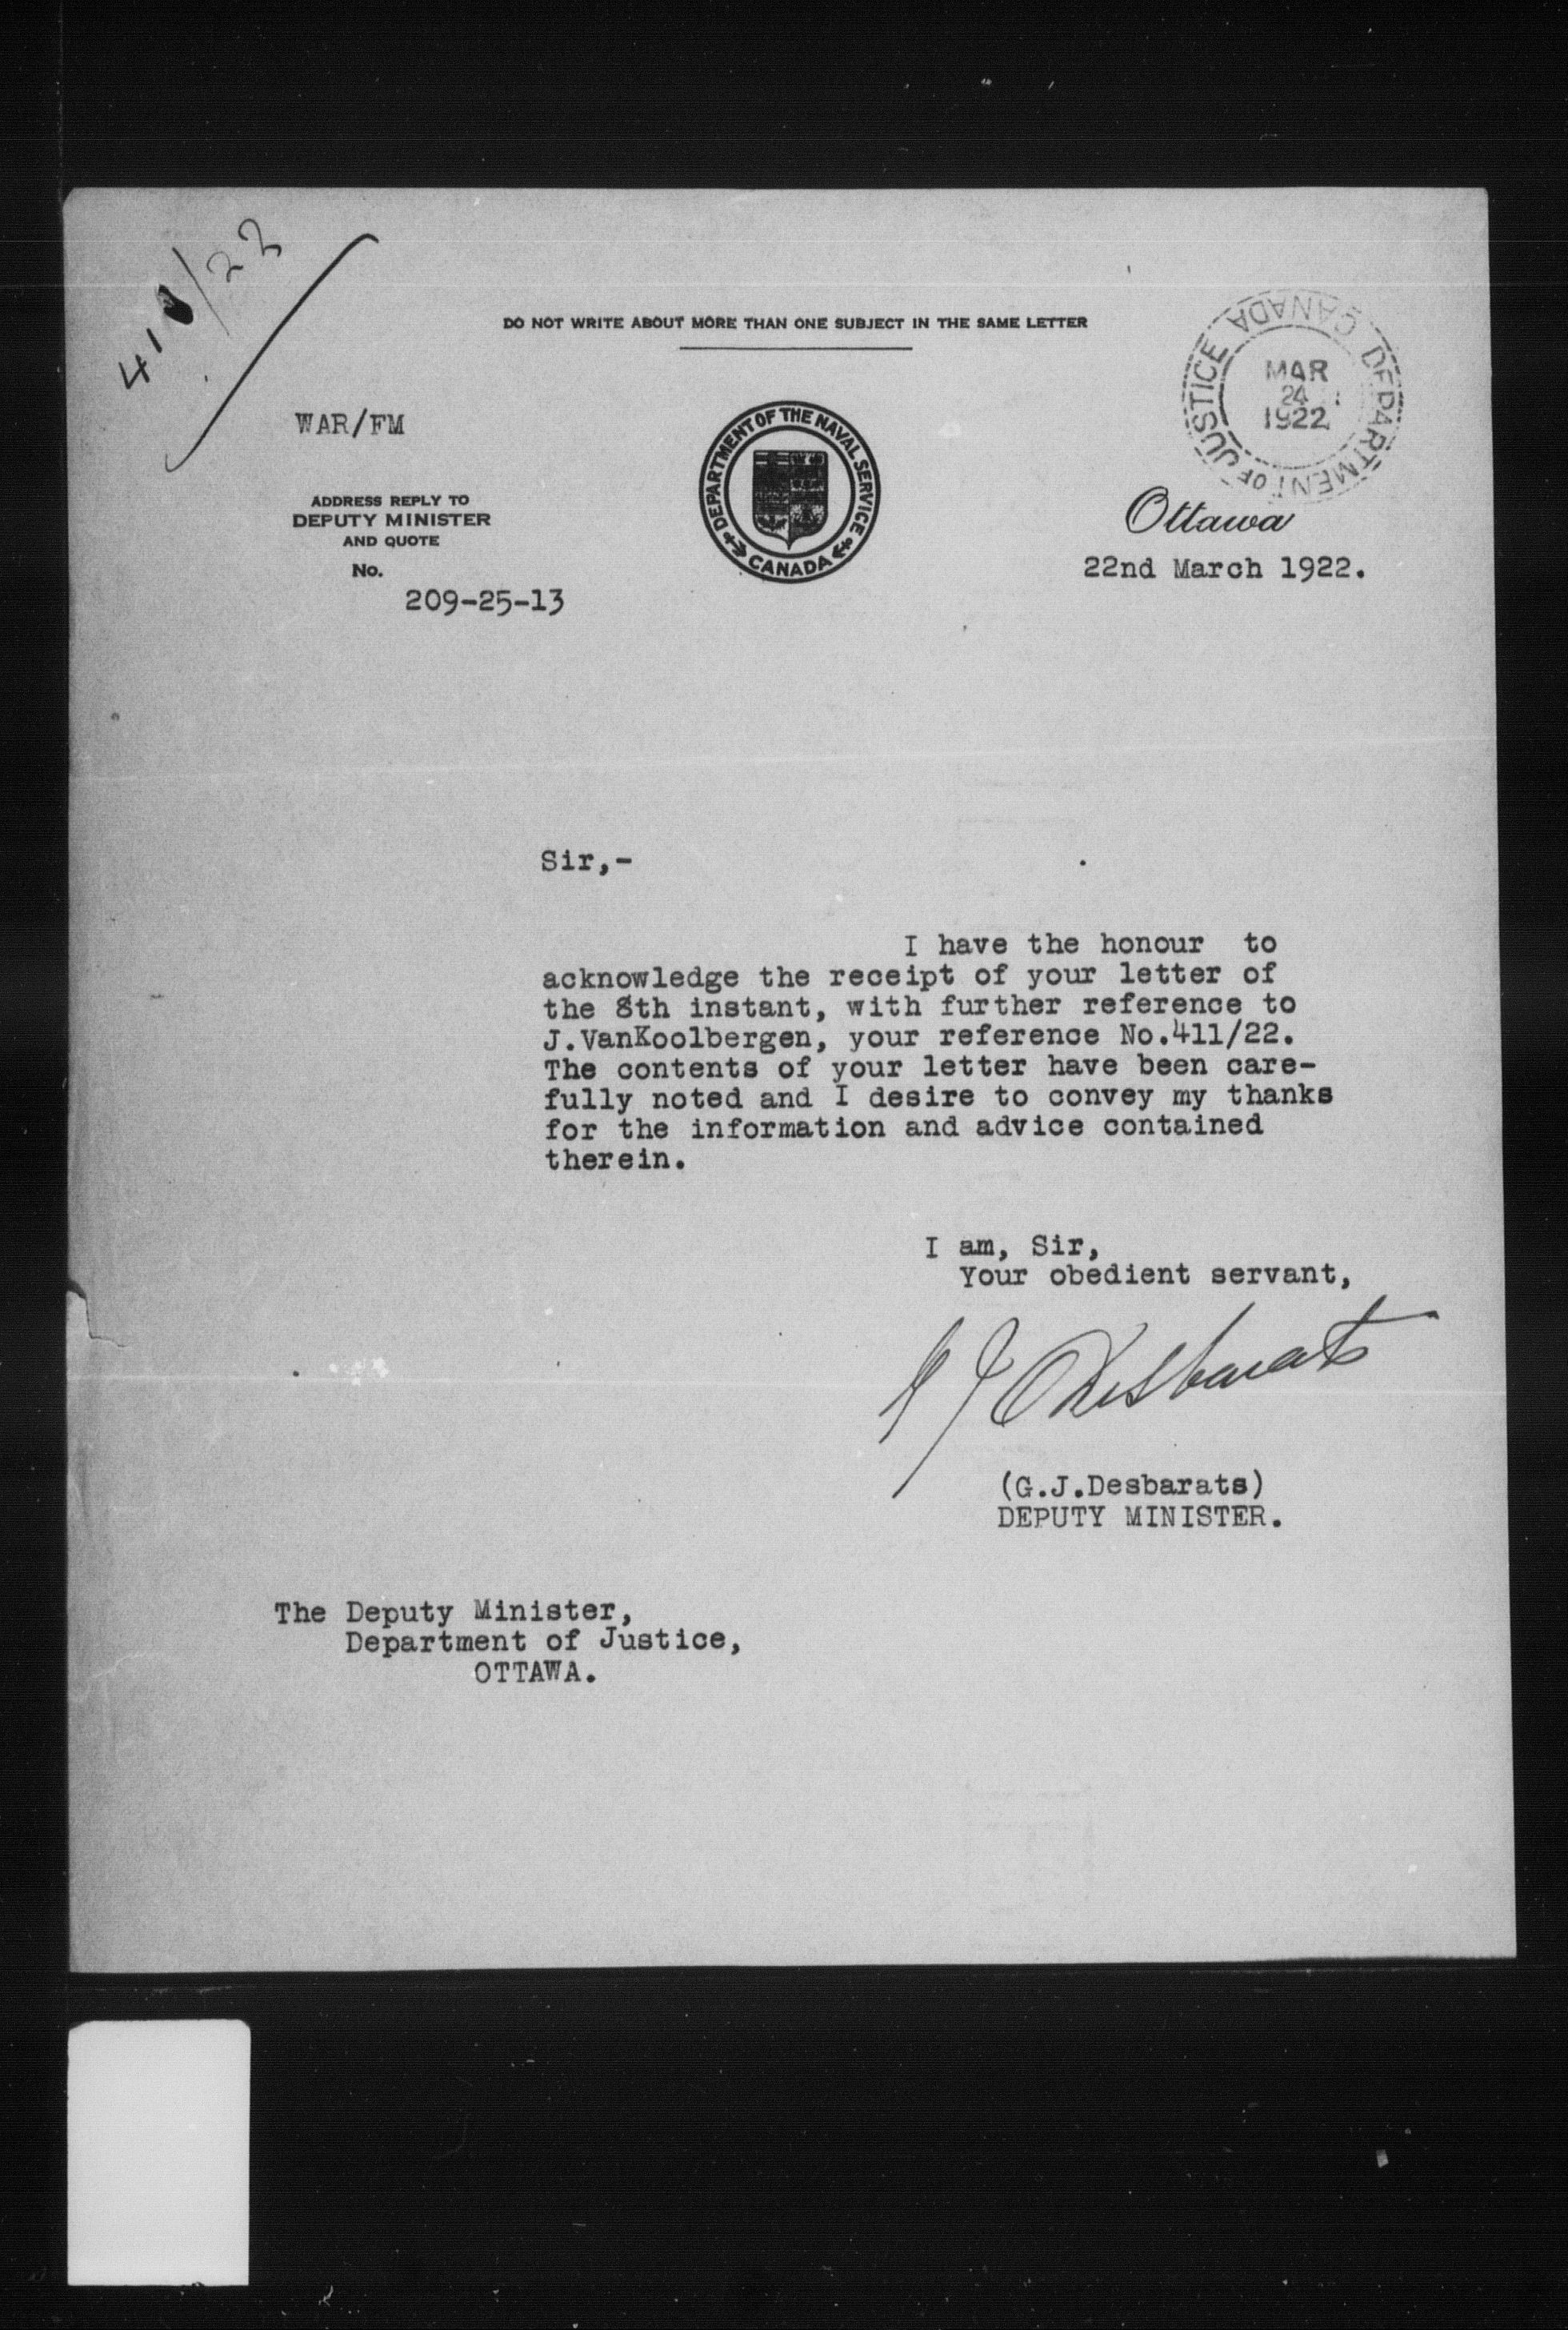 411/22
DO NOT WRITE ABOUT MORE THAN ONE SUBJECT IN THE SAME LETTER
DEPARTMENT OF JUSTICE CANADA
MAR
24
1922
WAR/FM
ADDRESS REPLY TO
DEPUTY MINISTER
AND QUOTE
No.
209-25-13
DEPARTMENT OF THE NAVAL SERVICE
CANADA
Ottawa
22nd March 1922.
Sir,-
I have the honour to
acknowledge the receipt of your letter of
the 8th instant, with further reference to
J.VanKoolbergen, your reference No.411/22.
The contents of your letter have been care-
fully noted and I desire to convey my thanks
for the information and advice contained
therein.
I am, Sir,
Your obedient servant,
G J Desbarats
(G.J.Desbarats)
DEPUTY MINISTER.
The Deputy Minister,
Department of Justice,
OTTAWA.